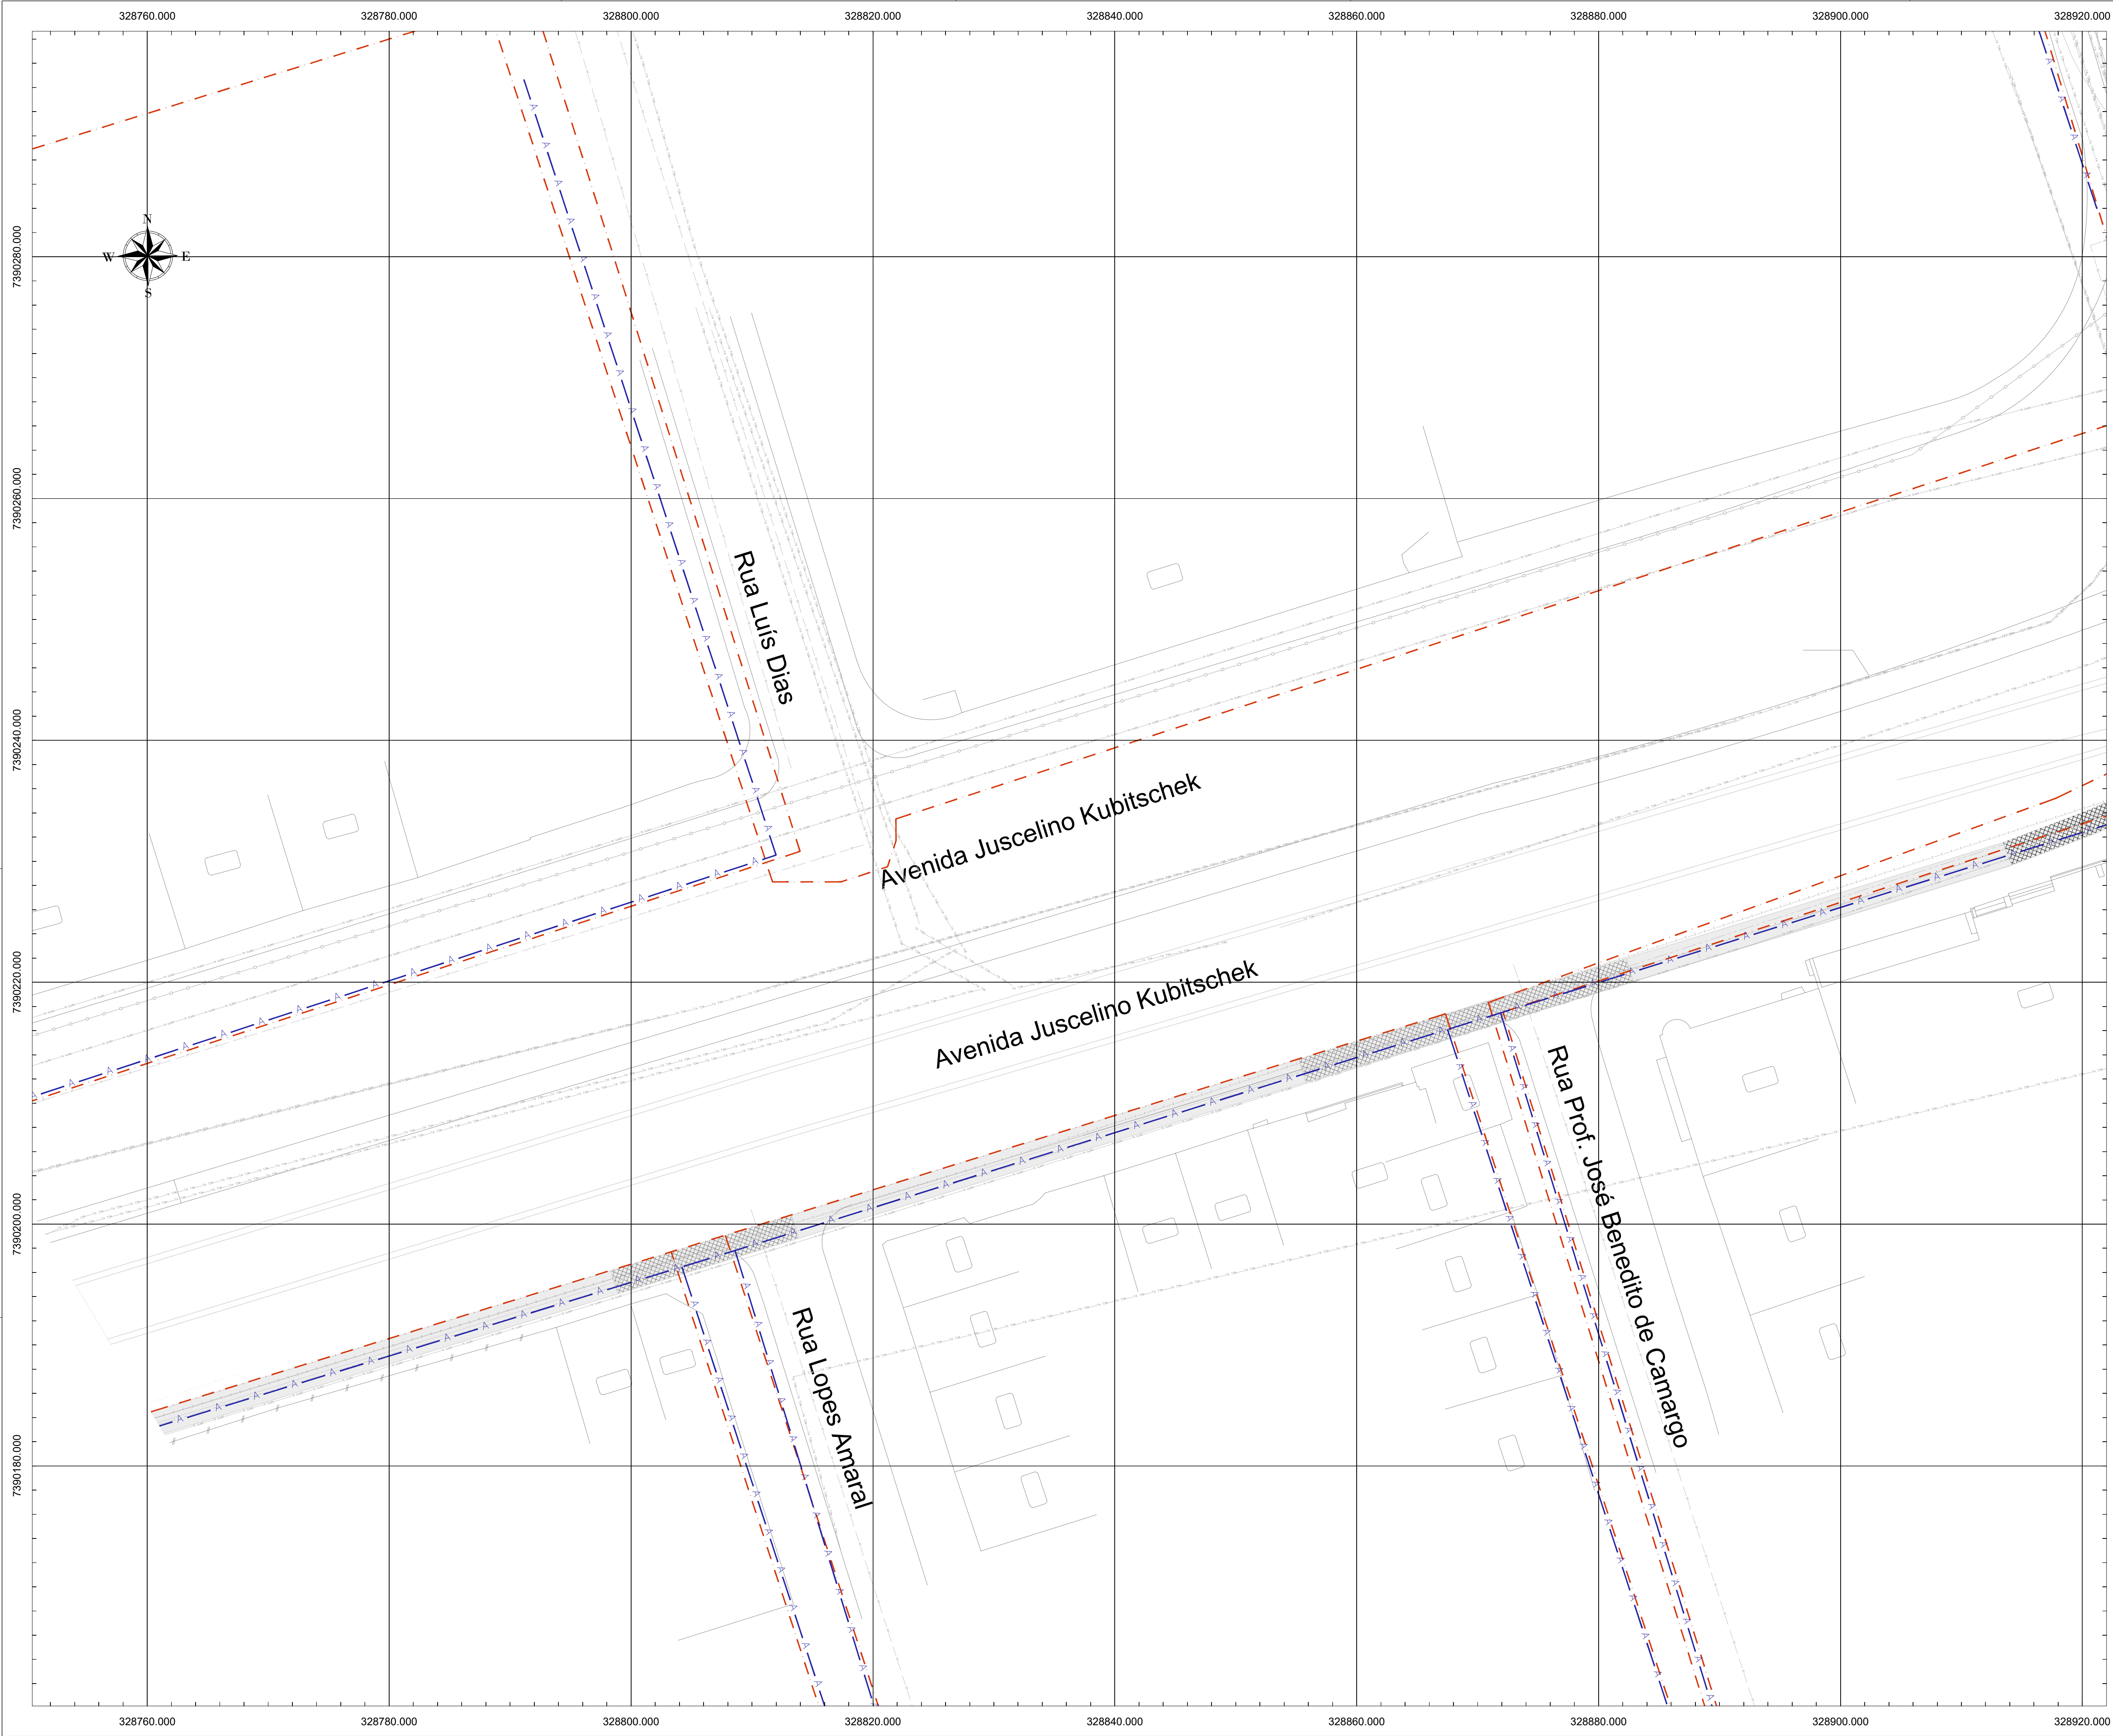 328760.000 328780.000 328800.000 328820.000 328840.000 328860.000 328880.000 328900.000 328920.000
N
W E
S
7390280.000
7390260.000
7390240.000
7390220.000
7390200.000
7390180.000
Rua Luís Dias
Avenida Juscelino Kubitschek
Avenida Juscelino Kubitschek
Rua Prof. José Benedito de Camargo
Rua Lopes Amaral
328760.000 328780.000 328800.000 328820.000 328840.000 328860.000 328880.000 328900.000 328920.000